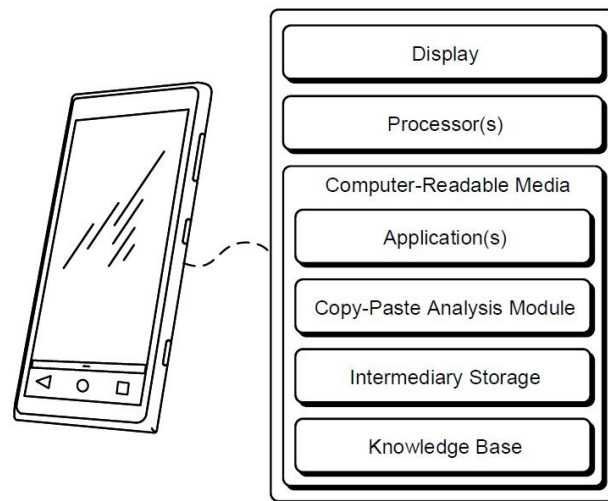 Display
Processor(s)
Computer-Readable Media
Application(s)
Copy-Paste Analysis Module
Intermediary Storage
Knowledge Base